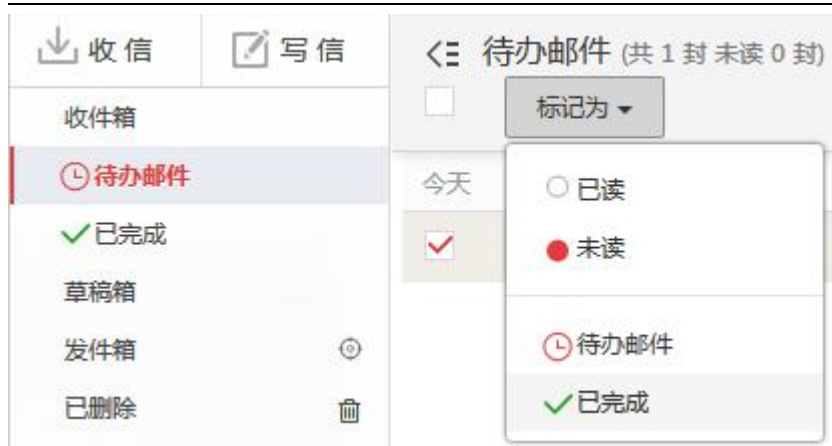 收信
写信
收件箱
待办邮件
已完成
草稿箱
发件箱
已删除
待办邮件 (共 1 封 未读 0 封)
标记为
今天
已读
未读
待办邮件
已完成